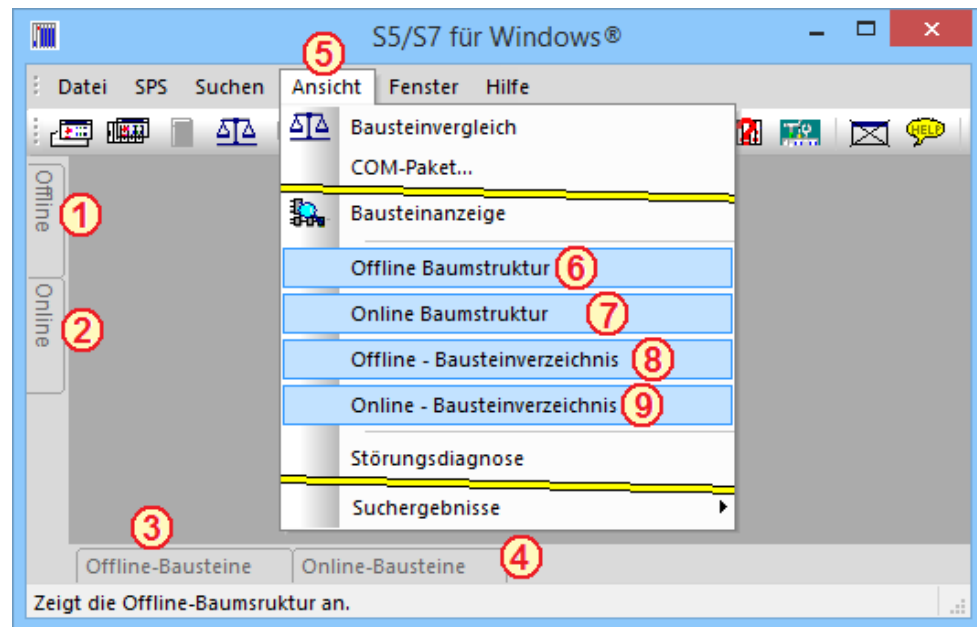 S5/S7 für Windows®
5
Datei SPS Suchen Ansicht Fenster Hilfe
HELP
Bausteinvergleich
COM-Paket...
Bausteinanzeige
Offline Baumstruktur 6
Online Baumstruktur 7
Offline - Bausteinverzeichnis 8
Online - Bausteinverzeichnis 9
Störungsdiagnose
Suchergebnisse
Offline
1
Online
2
3
Offline-Bausteine
Online-Bausteine 4
Zeigt die Offline-Baumsruktur an.